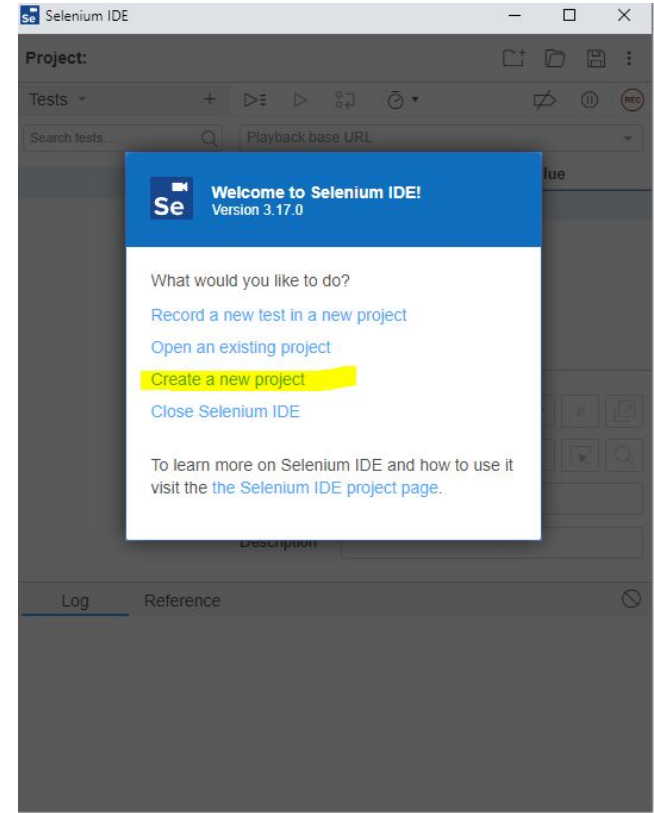 Se Selenium IDE
Project:
Tests
REC
Search tests...
Playback base URL
lue
Se
Welcome to Selenium IDE!
Version 3.17.0
What would you like to do?
Record a new test in a new project
Open an existing project
Create a new project
Close Selenium IDE
To learn more on Selenium IDE and how to use it
visit the the Selenium IDE project page.
Description
Log Reference